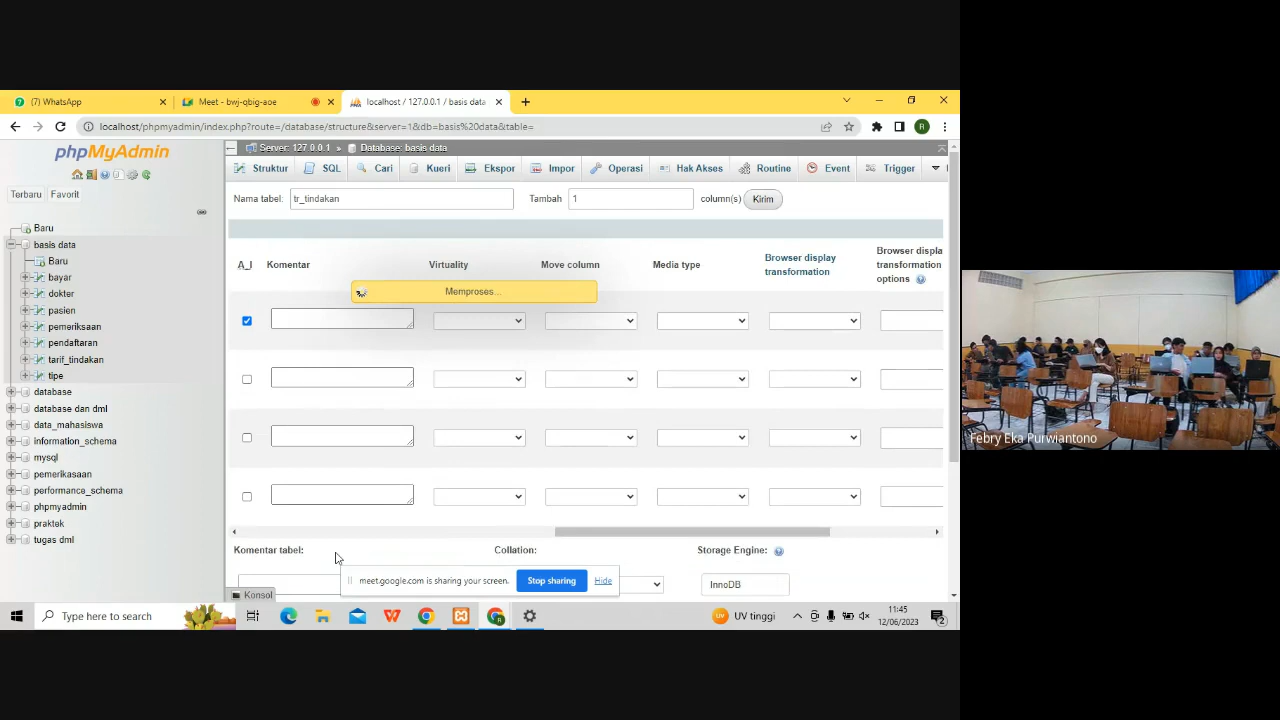 (7) WhatsApp
Meet - bwj-qbig-aoe
localhost / 127.0.0.1 / basis data
localhost/phpmyadmin/index.php?route=/database/structure&server=1&db=basis%20data&table=
R
phpMyAdmin
Terbaru
Favorit
Baru
basis data
Baru
bayar
dokter
pasien
pemeriksaan
pendaftaran
tarif_tindakan
tipe
database
database dan dml
data_mahasiswa
information_schema
mysql
pemerikasaan
performance_schema
phpmyadmin
praktek
tugas dml
Server: 127.0.0.1 » Database: basis data
Struktur
SQL
Cari
Kueri
Ekspor
Impor
Operasi
Hak Akses
Routine
Event
Trigger
Nama tabel: tr_tindakan
Tambah 1 column(s) Kirim
A_I
Komentar
Virtuality
Move column
Media type
Browser display
transformation
Browser displa
transformation
options
Memproses...
Komentar tabel:
Collation:
Storage Engine:
InnoDB
meet.google.com is sharing your screen.
Stop sharing
Hide
Konsol
Type here to search
UV tinggi
11:45
12/06/2023
2
Febry Eka Purwiantono